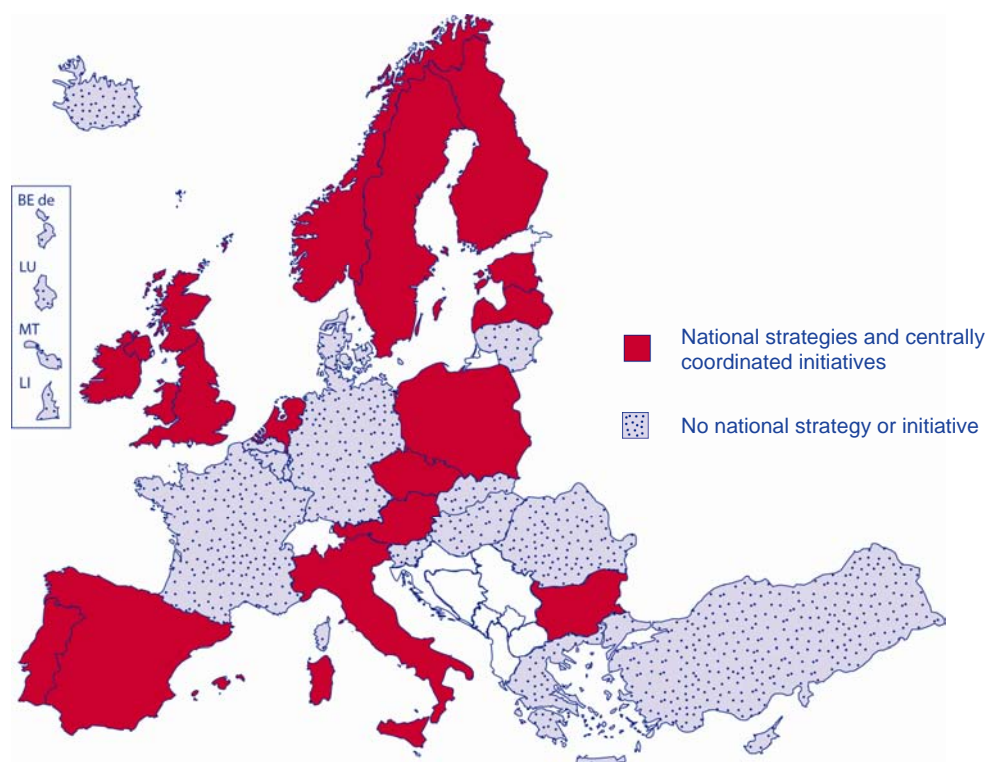 BE de
LU
MT
LI
National strategies and centrally
coordinated initiatives
No national strategy or initiative